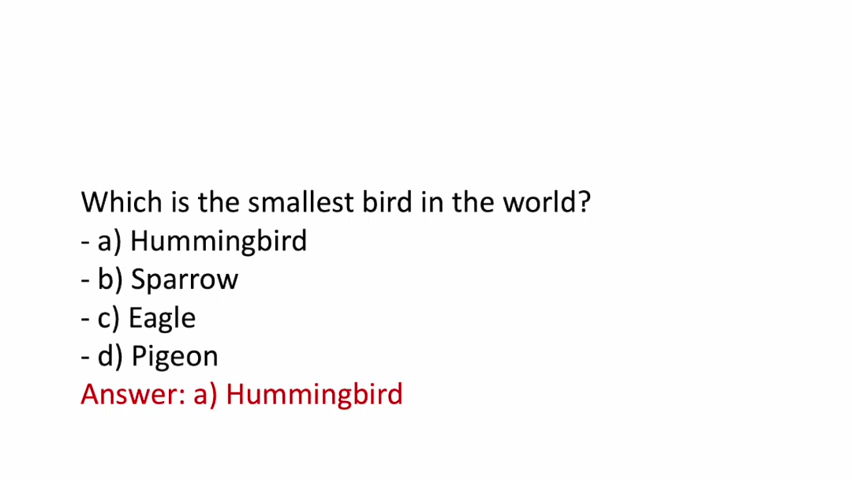 Which is the smallest bird in the world?
- a) Hummingbird
- b) Sparrow
- c) Eagle
- d) Pigeon
Answer: a) Hummingbird